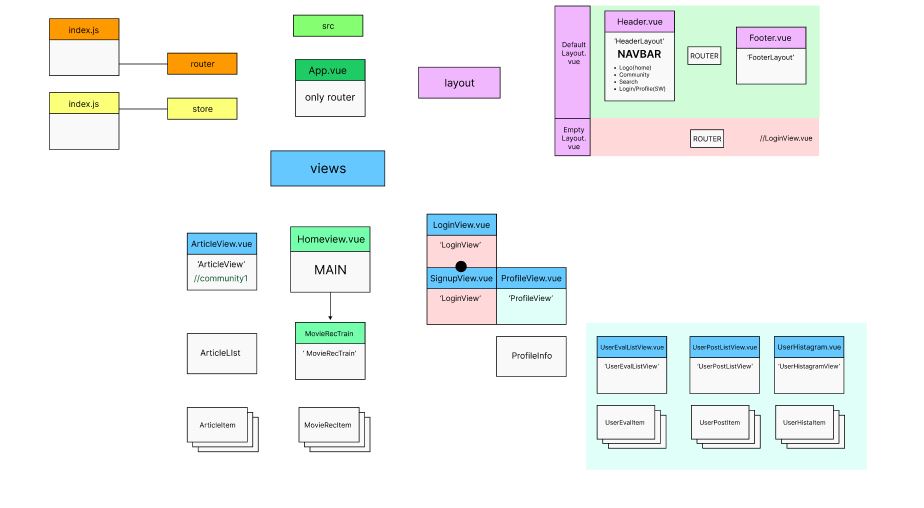 index.js
router
index.js
store
src
App.vue
only router
layout
views
Default
Layout.
vue
Header.vue
'HeaderLayout'
NAVBAR
• Logo(home)
• Community
• Search
• Login/Profile(SW)
ROUTER
Footer.vue
'FooterLayout'
Empty
Layout.
vue
ROUTER
//LoginView.vue
ArticleView.vue
'ArticleView'
//community1
Homeview.vue
MAIN
LoginView.vue
'LoginView'
SignupView.vue
'LoginView'
ProfileView.vue
'ProfileView'
ArticleLIst
MovieRecTrain
' MovieRecTrain'
ProfileInfo
ArticleItem
MovieRecItem
UserEvalListView.vue
'UserEvalListView'
UserPostListView.vue
'UserPostListView'
UserHistagram.vue
'UserHistagramView'
UserEvalItem
UserPostItem
UserHistaItem